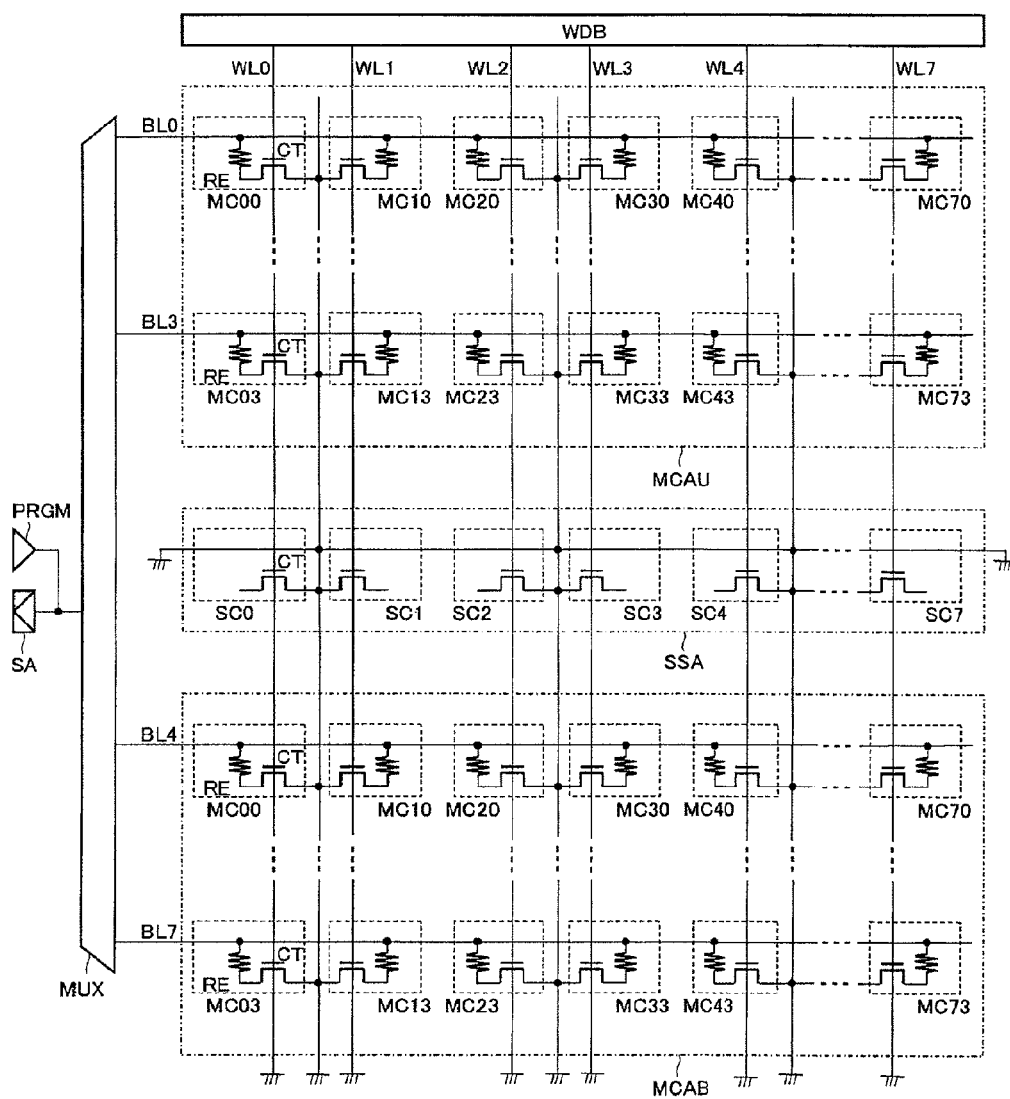 WDB
WL0 WL1 WL2 WL3 WL4 WL7
BL0
CT
RE
MC00 MC10 MC20 MC30 MC40 MC70
BL3
CT
RE
MC03 MC13 MC23 MC33 MC43 MC73
MCAU
PRGM
CT
SC0 SC1 SC2 SC3 SC4 SC7
SA
SSA
BL4
CT
RE
MC00 MC10 MC20 MC30 MC40 MC70
BL7
CT
RE
MUX
MC03 MC13 MC23 MC33 MC43 MC73
MCAB